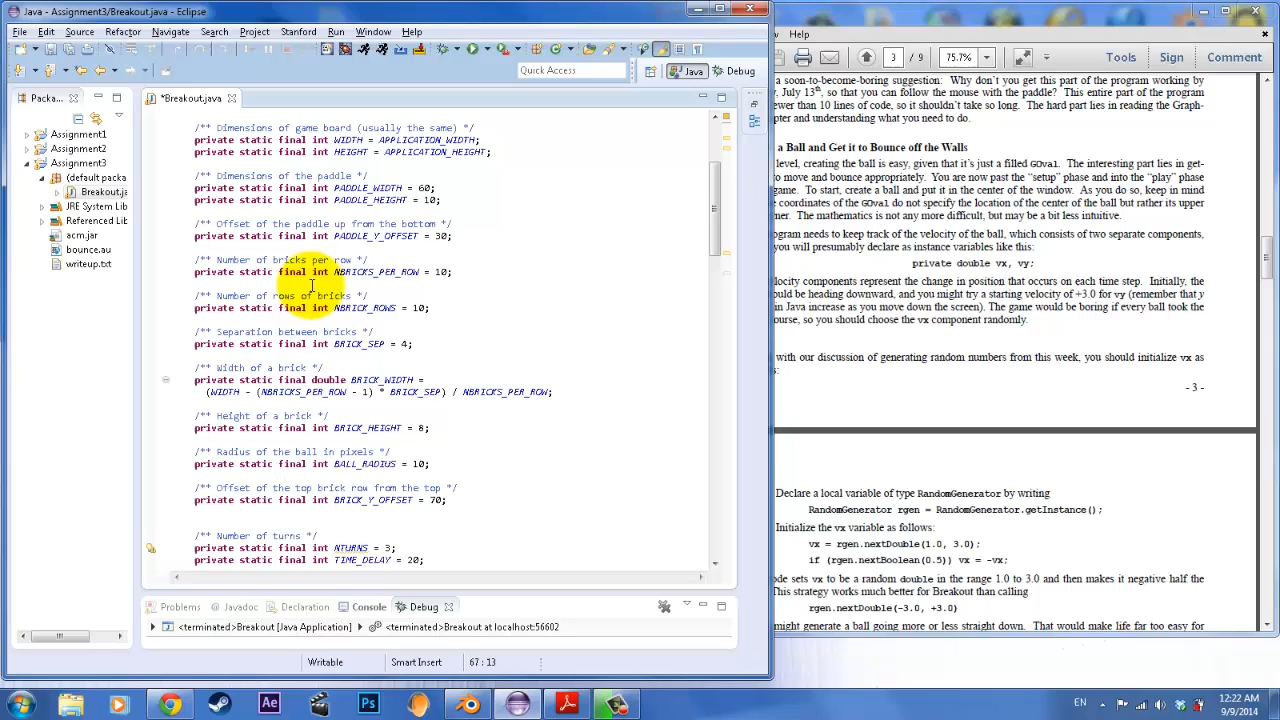 Java - Assignment3/Breakout.java - Eclipse
File Edit Source Refactor Navigate Search Project Stanford Run Window Help
Quick Access
Java
Debug
Packa
*Breakout.java
Assignment1
Assignment2
Assignment3
(default packa
Breakout.ja
JRE System Lib
Referenced Lib
acm.jar
bounce.au
writeup.txt
/** Dimensions of game board (usually the same) */
private static final int WIDTH = APPLICATION_WIDTH;
private static final int HEIGHT = APPLICATION_HEIGHT;
/** Dimensions of the paddle */
private static final int PADDLE_WIDTH = 60;
private static final int PADDLE_HEIGHT = 10;
/** Offset of the paddle up from the bottom */
private static final int PADDLE_Y_OFFSET = 30;
/** Number of bricks per row */
private static final int NBRICKS_PER_ROW = 10;
/** Number of rows of bricks */
private static final int NBRICK_ROWS = 10;
/** Separation between bricks */
private static final int BRICK_SEP = 4;
/** Width of a brick */
private static final double BRICK_WIDTH =
(WIDTH - (NBRICKS_PER_ROW - 1) * BRICK_SEP) / NBRICKS_PER_ROW;
/** Height of a brick */
private static final int BRICK_HEIGHT = 8;
/** Radius of the ball in pixels */
private static final int BALL_RADIUS = 10;
/** Offset of the top brick row from the top */
private static final int BRICK_Y_OFFSET = 70;
/** Number of turns */
private static final int NTURNS = 3;
private static final int TIME_DELAY = 20;
Problems Javadoc Declaration Console Debug
<terminated>Breakout [Java Application] <terminated>Breakout at localhost:56602
Writable Smart Insert 67 : 13
w Help
3 / 9 75.7% Tools Sign Comment
a soon-to-become-boring suggestion: Why don't you get this part of the program working by
y, July 13th, so that you can follow the mouse with the paddle? This entire part of the program
ewer than 10 lines of code, so it shouldn't take so long. The hard part lies in reading the Graph-
pter and understanding what you need to do.
a Ball and Get it to Bounce off the Walls
level, creating the ball is easy, given that it's just a filled GOval. The interesting part lies in get-
to move and bounce appropriately. You are now past the "setup" phase and into the "play" phase
game. To start, create a ball and put it in the center of the window. As you do so, keep in mind
e coordinates of the GOval do not specify the location of the center of the ball but rather its upper
rner. The mathematics is not any more difficult, but may be a bit less intuitive.
rogram needs to keep track of the velocity of the ball, which consists of two separate components,
you will presumably declare as instance variables like this:
private double vx, vy;
locity components represent the change in position that occurs on each time step. Initially, the
ould be heading downward, and you might try a starting velocity of +3.0 for vy (remember that y
in Java increase as you move down the screen). The game would be boring if every ball took the
ourse, so you should choose the vx component randomly.
with our discussion of generating random numbers from this week, you should initialize vx as
s:
- 3 -
Declare a local variable of type RandomGenerator by writing
RandomGenerator rgen = RandomGenerator.getInstance();
Initialize the vx variable as follows:
vx = rgen.nextDouble(1.0, 3.0);
if (rgen.nextBoolean(0.5)) vx = -vx;
ode sets vx to be a random double in the range 1.0 to 3.0 and then makes it negative half the
This strategy works much better for Breakout than calling
rgen.nextDouble(-3.0, +3.0)
might generate a ball going more or less straight down. That would make life far too easy for
Ae
Ps
EN
12:22 AM
9/9/2014